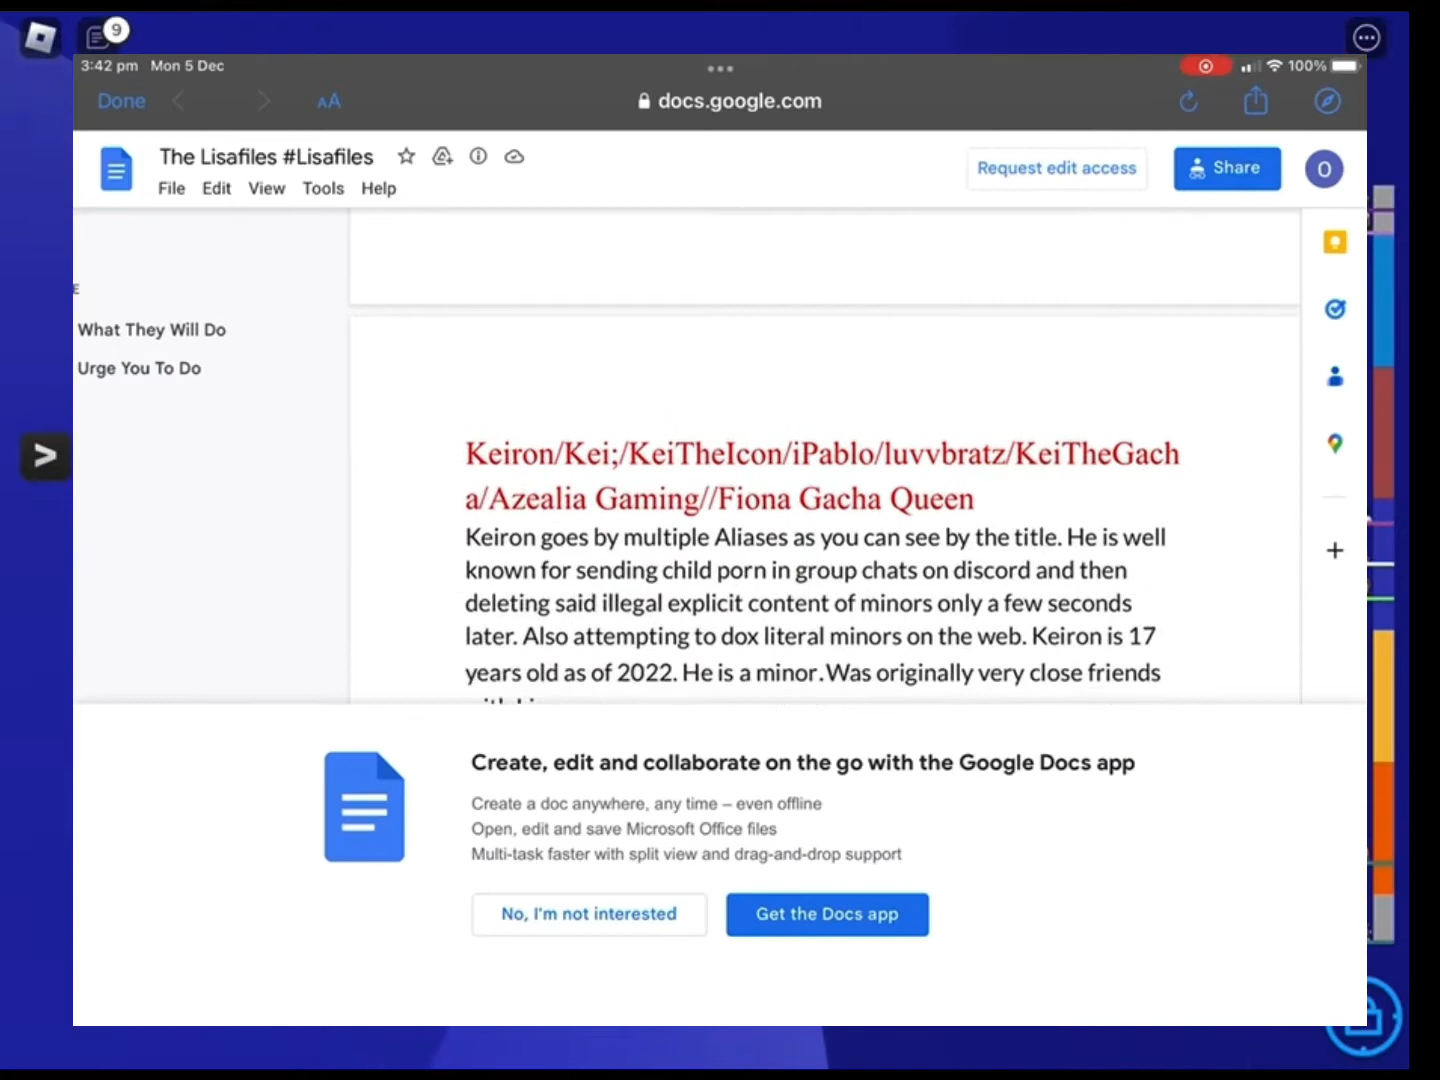 9
3:42 pm Mon 5 Dec
100%
Done
AA
docs.google.com
The Lisafiles #Lisafiles
Request edit access
Share
O
File Edit View Tools Help
E
What They Will Do
Urge You To Do
>
Keiron/Kei;/KeiTheIcon/iPablo/luvvbratz/KeiTheGach
a/Azealia Gaming//Fiona Gacha Queen
Keiron goes by multiple Aliases as you can see by the title. He is well
known for sending child porn in group chats on discord and then
deleting said illegal explicit content of minors only a few seconds
later. Also attempting to dox literal minors on the web. Keiron is 17
years old as of 2022. He is a minor.Was originally very close friends
Create, edit and collaborate on the go with the Google Docs app
Create a doc anywhere, any time – even offline
Open, edit and save Microsoft Office files
Multi-task faster with split view and drag-and-drop support
No, I'm not interested
Get the Docs app